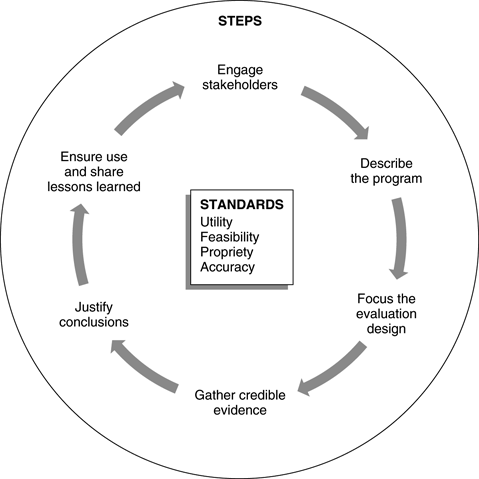 STEPS
Engage
stakeholders
Describe
the program
Focus the
evaluation
design
Gather credible
evidence
Justify
conclusions
Ensure use
and share
lessons learned
STANDARDS
Utility
Feasibility
Propriety
Accuracy